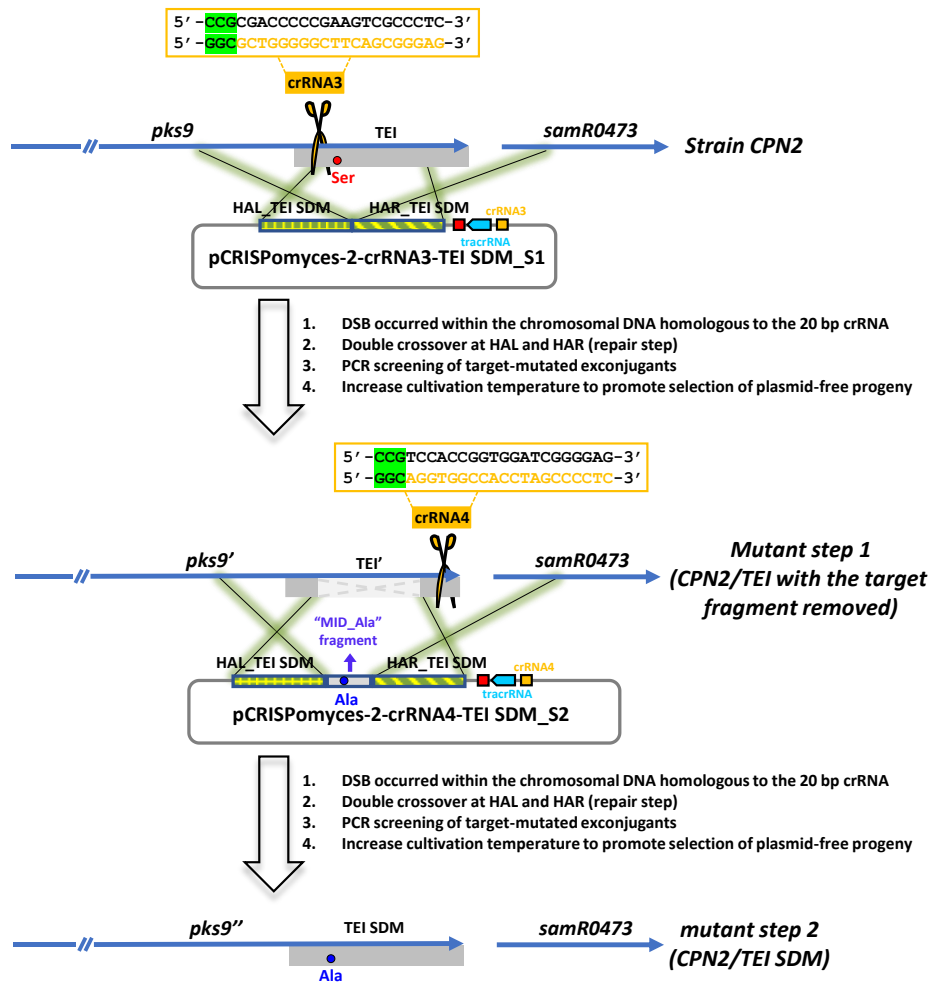 5’-CCGCGACCCCCGAAGTCGCCCTC-3’
5’-GGCGCTGGGGGCTTCAGCGGGAG-3’
crRNA3
pks9
TEI
samR0473
Strain CPN2
Ser
HAL_TEI SDM
HAR_TEI SDM
crRNA3
tracrRNA
pCRISPomyces-2-crRNA3-TEI SDM_S1
1. DSB occurred within the chromosomal DNA homologous to the 20 bp crRNA
2. Double crossover at HAL and HAR (repair step)
3. PCR screening of target-mutated exconjugants
4. Increase cultivation temperature to promote selection of plasmid-free progeny
5’-CCGTCCACCGGTGGATCGGGGAG-3’
5’-GGCAGGTGGCCACCTAGCCCCTC-3’
crRNA4
pks9’
TEI’
samR0473
Mutant step 1
(CPN2/TEI with the target
fragment removed)
“MID_Ala”
fragment
HAL_TEI SDM
HAR_TEI SDM
crRNA4
Ala
tracrRNA
pCRISPomyces-2-crRNA4-TEI SDM_S2
1. DSB occurred within the chromosomal DNA homologous to the 20 bp crRNA
2. Double crossover at HAL and HAR (repair step)
3. PCR screening of target-mutated exconjugants
4. Increase cultivation temperature to promote selection of plasmid-free progeny
pks9’’
TEI SDM
samR0473
mutant step 2
(CPN2/TEI SDM)
Ala